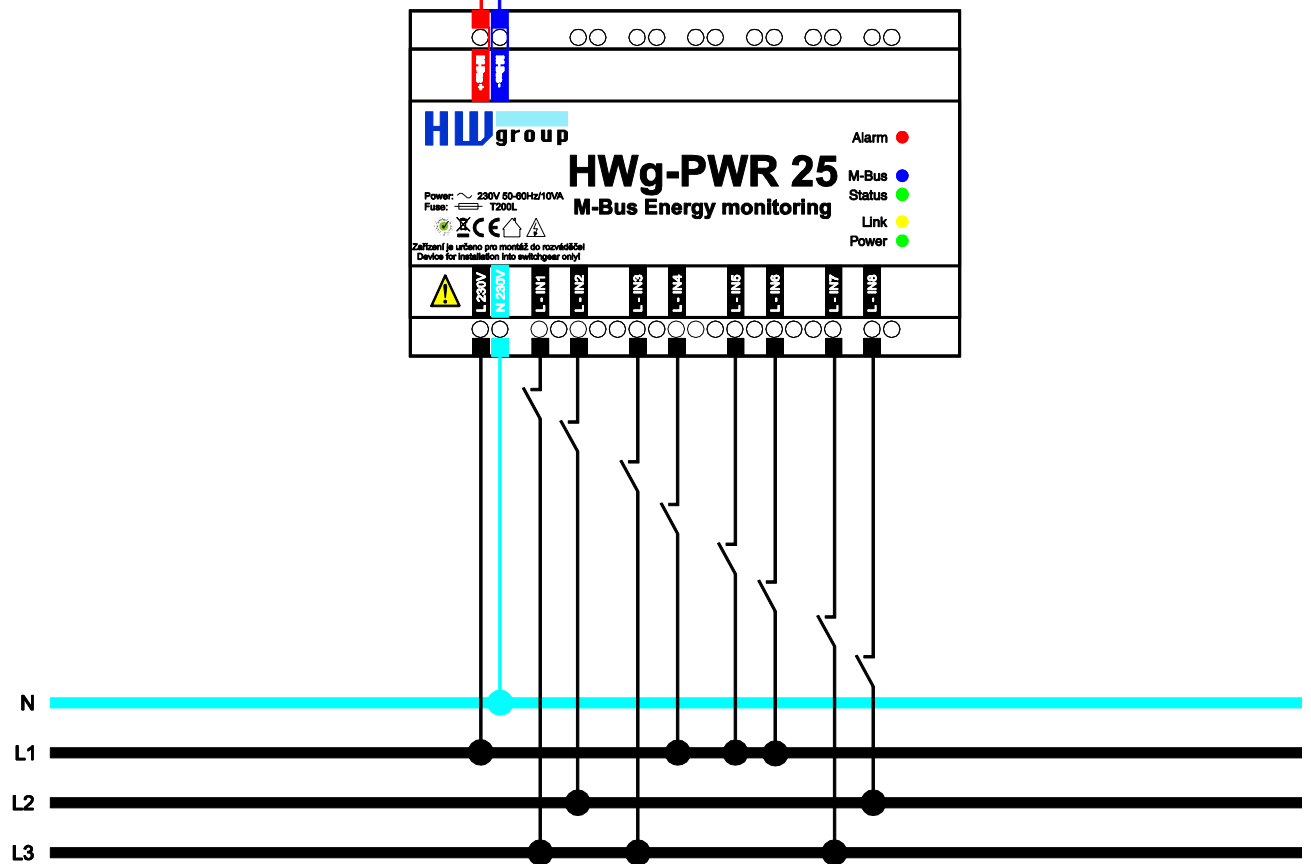 HW group
HWg-PWR 25
M-Bus Energy monitoring
Power: 230V 50-60Hz/10VA
Fuse: T200L
Zařízení je určeno pro montáž do rozváděče!
Device for installation into switchgear only!
Alarm
M-Bus
Status
Link
Power
L 230V
N 230V
L - IN1
L - IN2
L - IN3
L - IN4
L - IN5
L - IN6
L - IN7
L - IN8
N
L1
L2
L3